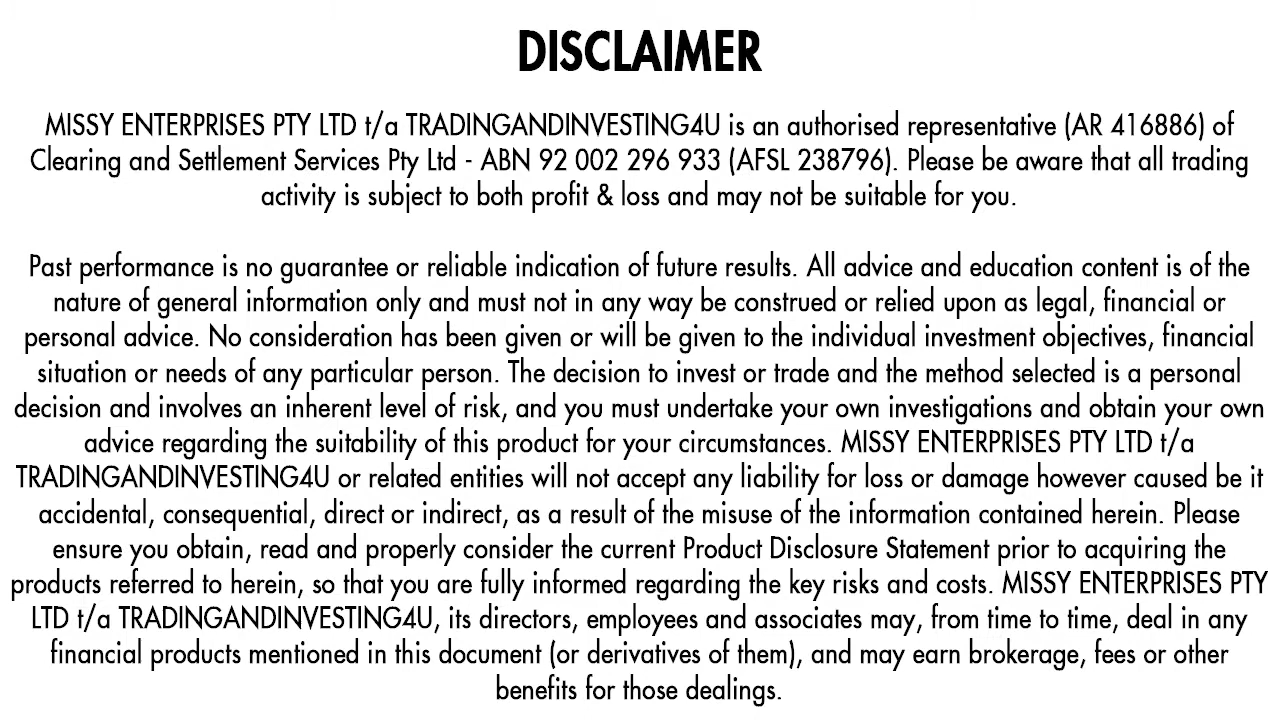 DISCLAIMER
MISSY ENTERPRISES PTY LTD t/a TRADINGANDINVESTING4U is an authorised representative (AR 416886) of
Clearing and Settlement Services Pty Ltd - ABN 92 002 296 933 (AFSL 238796). Please be aware that all trading
activity is subject to both profit & loss and may not be suitable for you.
Past performance is no guarantee or reliable indication of future results. All advice and education content is of the
nature of general information only and must not in any way be construed or relied upon as legal, financial or
personal advice. No consideration has been given or will be given to the individual investment objectives, financial
situation or needs of any particular person. The decision to invest or trade and the method selected is a personal
decision and involves an inherent level of risk, and you must undertake your own investigations and obtain your own
advice regarding the suitability of this product for your circumstances. MISSY ENTERPRISES PTY LTD t/a
TRADINGANDINVESTING4U or related entities will not accept any liability for loss or damage however caused be it
accidental, consequential, direct or indirect, as a result of the misuse of the information contained herein. Please
ensure you obtain, read and properly consider the current Product Disclosure Statement prior to acquiring the
products referred to herein, so that you are fully informed regarding the key risks and costs. MISSY ENTERPRISES PTY
LTD t/a TRADINGANDINVESTING4U, its directors, employees and associates may, from time to time, deal in any
financial products mentioned in this document (or derivatives of them), and may earn brokerage, fees or other
benefits for those dealings.